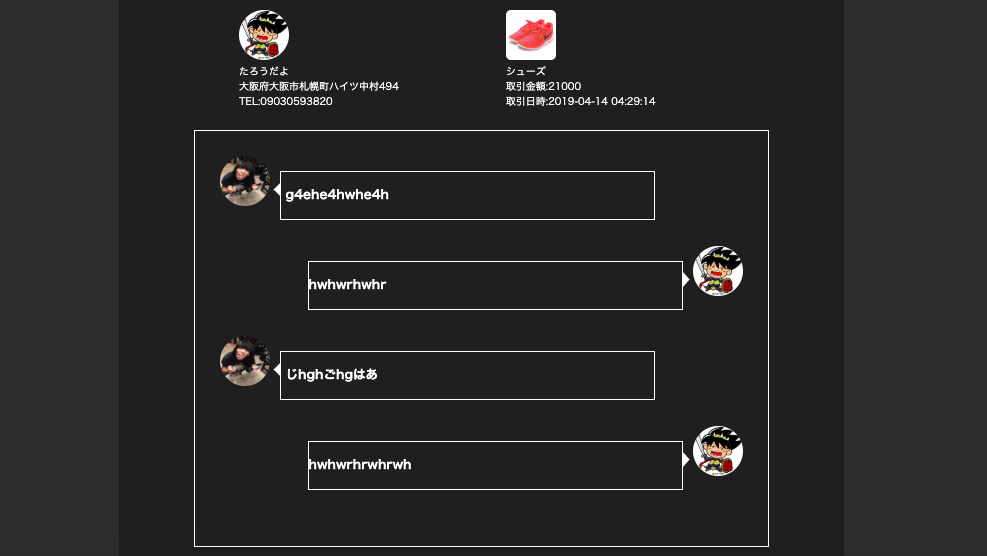 たろうだよ
大阪府大阪市札幌町ハイツ中村494
TEL:09030593820
シューズ
取引金額:21000
取引日時:2019-04-14 04:29:14
g4ehe4hwhe4h
hwhwrhwhr
じhghごhgはあ
hwhwrhrwhrwh